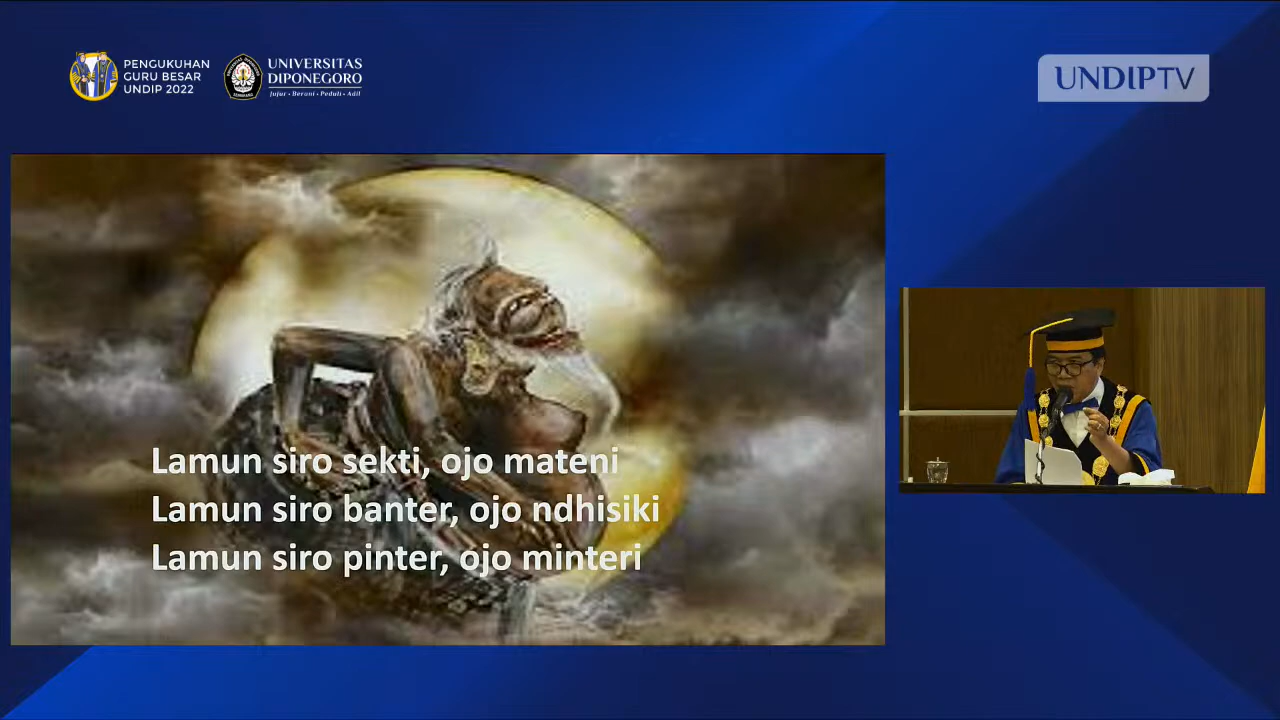 PENGUKUHAN
GURU BESAR
UNDIP 2022
UNIVERSITAS
DIPONEGORO
Jujur • Berani • Peduli • Adil
UNDIPTV
Lamun siro sekti, ojo mateni
Lamun siro banter, ojo ndhisiki
Lamun siro pinter, ojo minteri